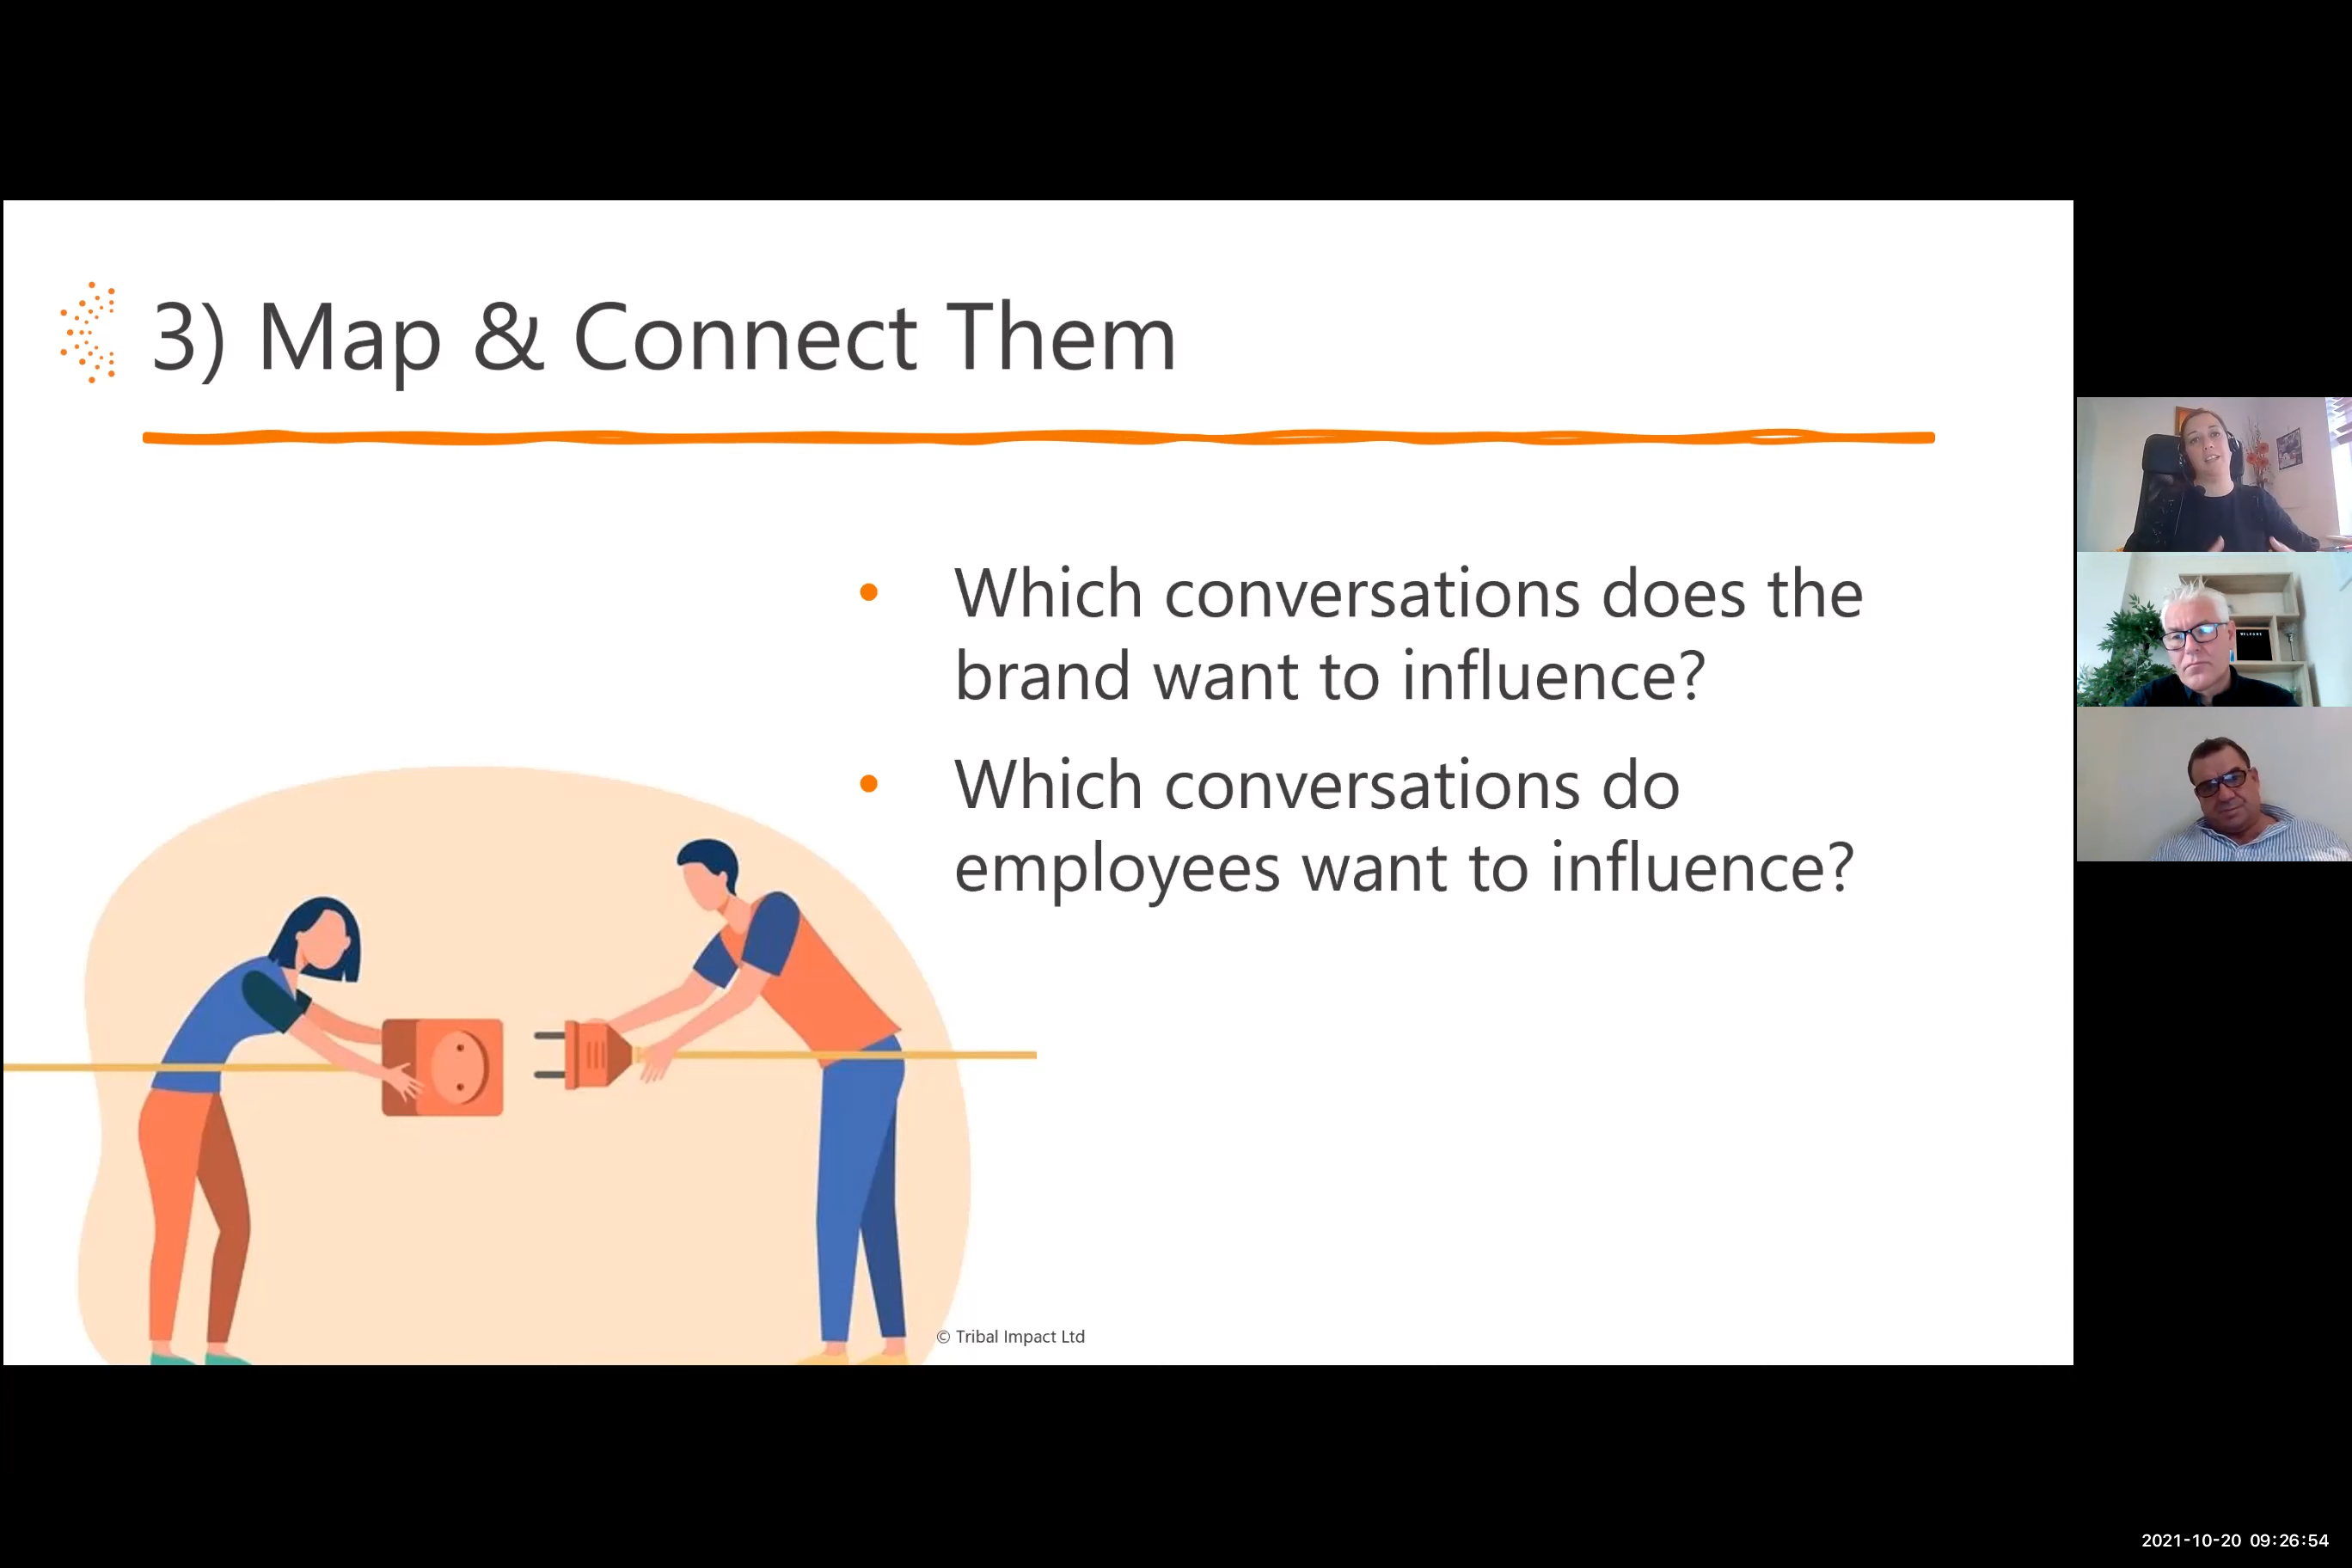 3) Map & Connect Them
• Which conversations does the
brand want to influence?
• Which conversations do
employees want to influence?
© Tribal Impact Ltd
WELCOME
2021-10-20 09:26:54